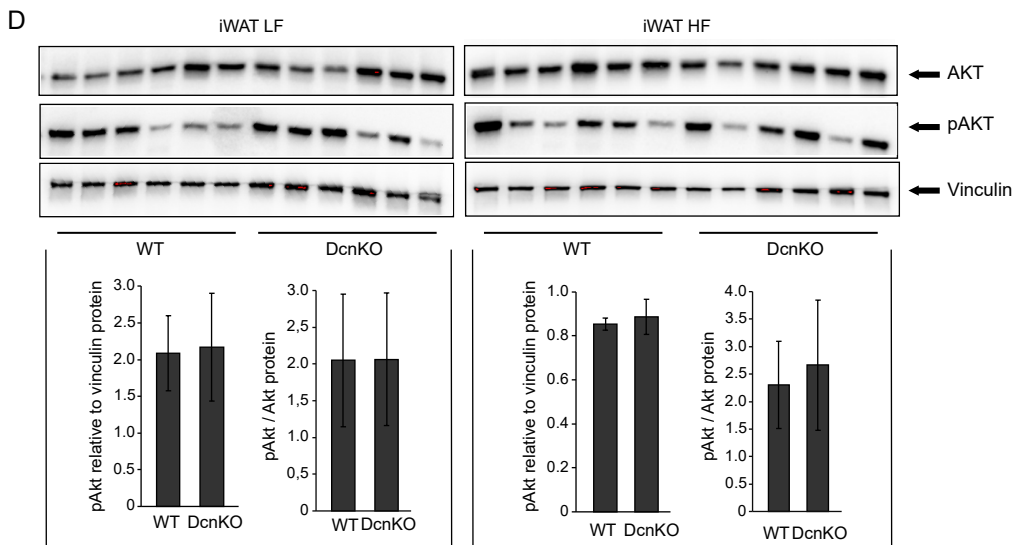 D
iWAT LF
iWAT HF
AKT
pAKT
Vinculin
WT
DcnKO
WT
DcnKO
pAkt relative to vinculin protein
3.0
2.5
2.0
1.5
1.0
0.5
0
WT DcnKO
pAkt / Akt protein
3.0
2.5
2.0
1.5
1.0
0,5
0
WT DcnKO
pAkt relative to vinculin protein
1.0
0.8
0.6
0.4
0.2
0
WT DcnKO
pAkt / Akt protein
4.0
3.5
3.0
2.5
2.0
1.5
1.0
0.5
0
WT DcnKO